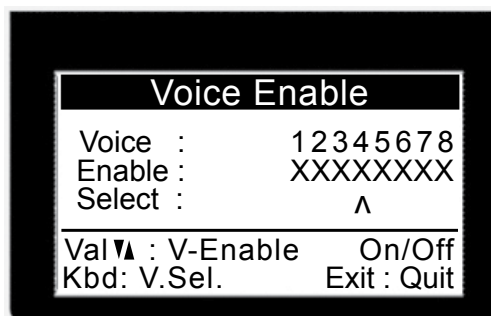 Voice Enable
Voice : 12345678
Enable : XXXXXXXX
Select : ʌ
Val▼▲ : V-Enable On/Off
Kbd: V.Sel. Exit : Quit